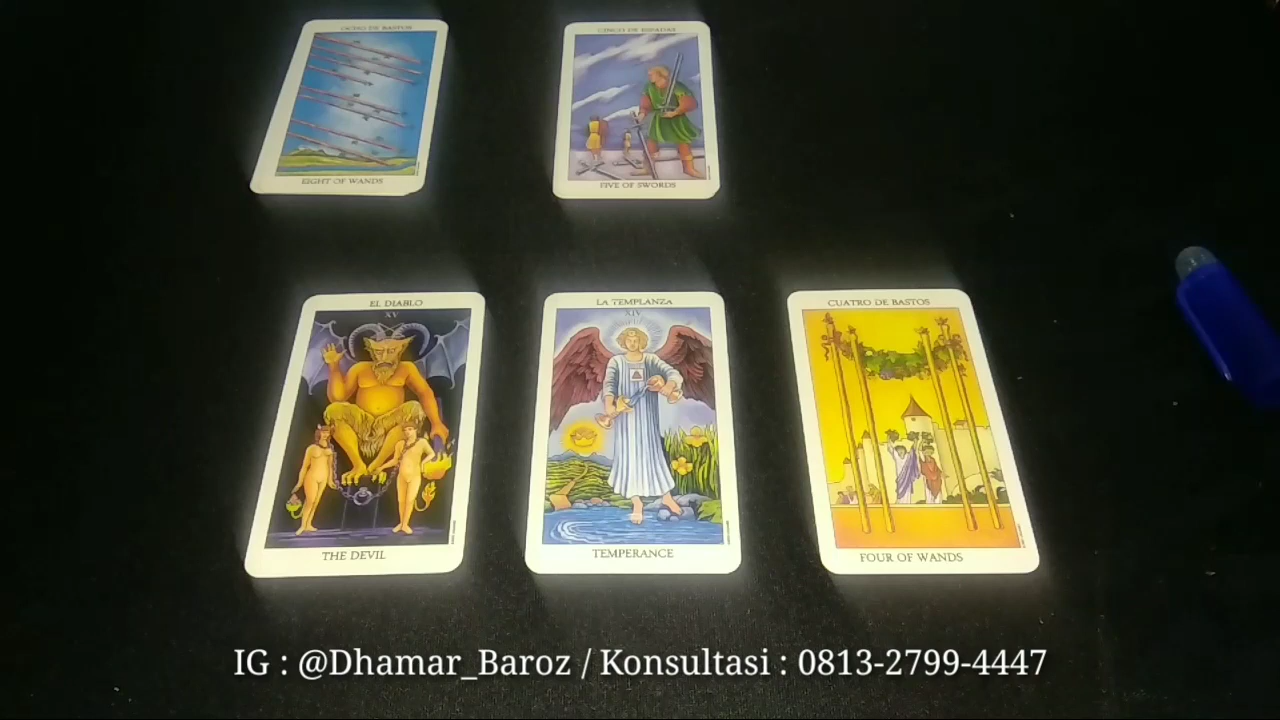 OCHO DE BASTOS
EIGHT OF WANDS
CINCO DE ESPADAS
FIVE OF SWORDS
EL DIABLO
XV
THE DEVIL
LA TEMPLANZA
XIV
TEMPERANCE
CUATRO DE BASTOS
FOUR OF WANDS
IG : @Dhamar_Baroz / Konsultasi : 0813-2799-4447